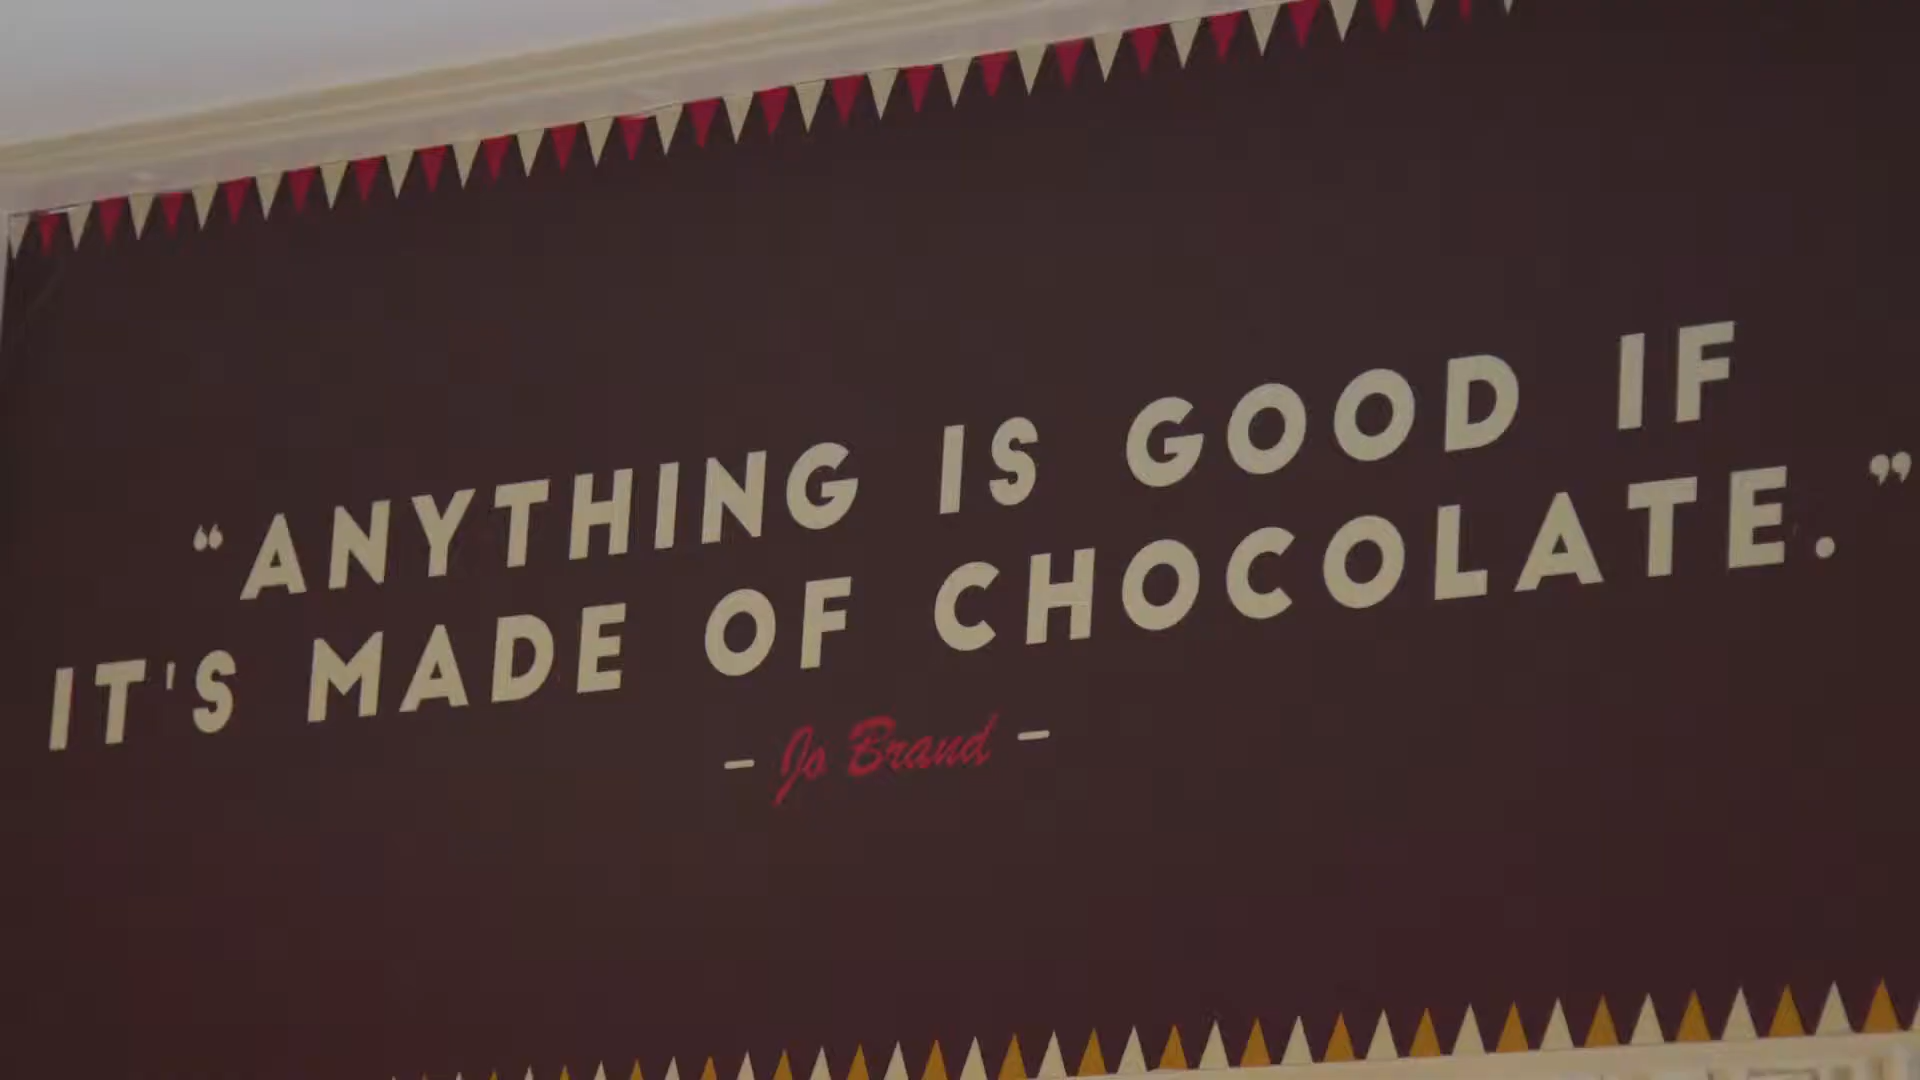 “ANYTHING IS GOOD IF
IT'S MADE OF CHOCOLATE.”
– Jo Brand –